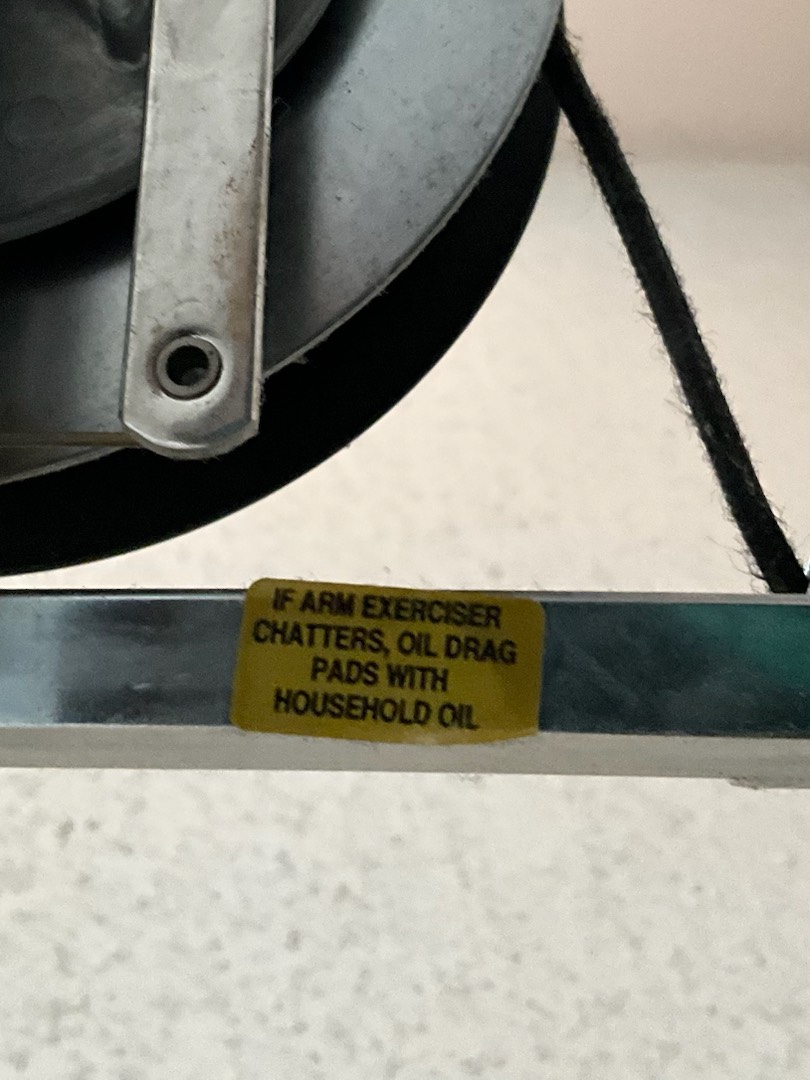 IF ARM EXERCISER
CHATTERS, OIL DRAG
PADS WITH
HOUSEHOLD OIL